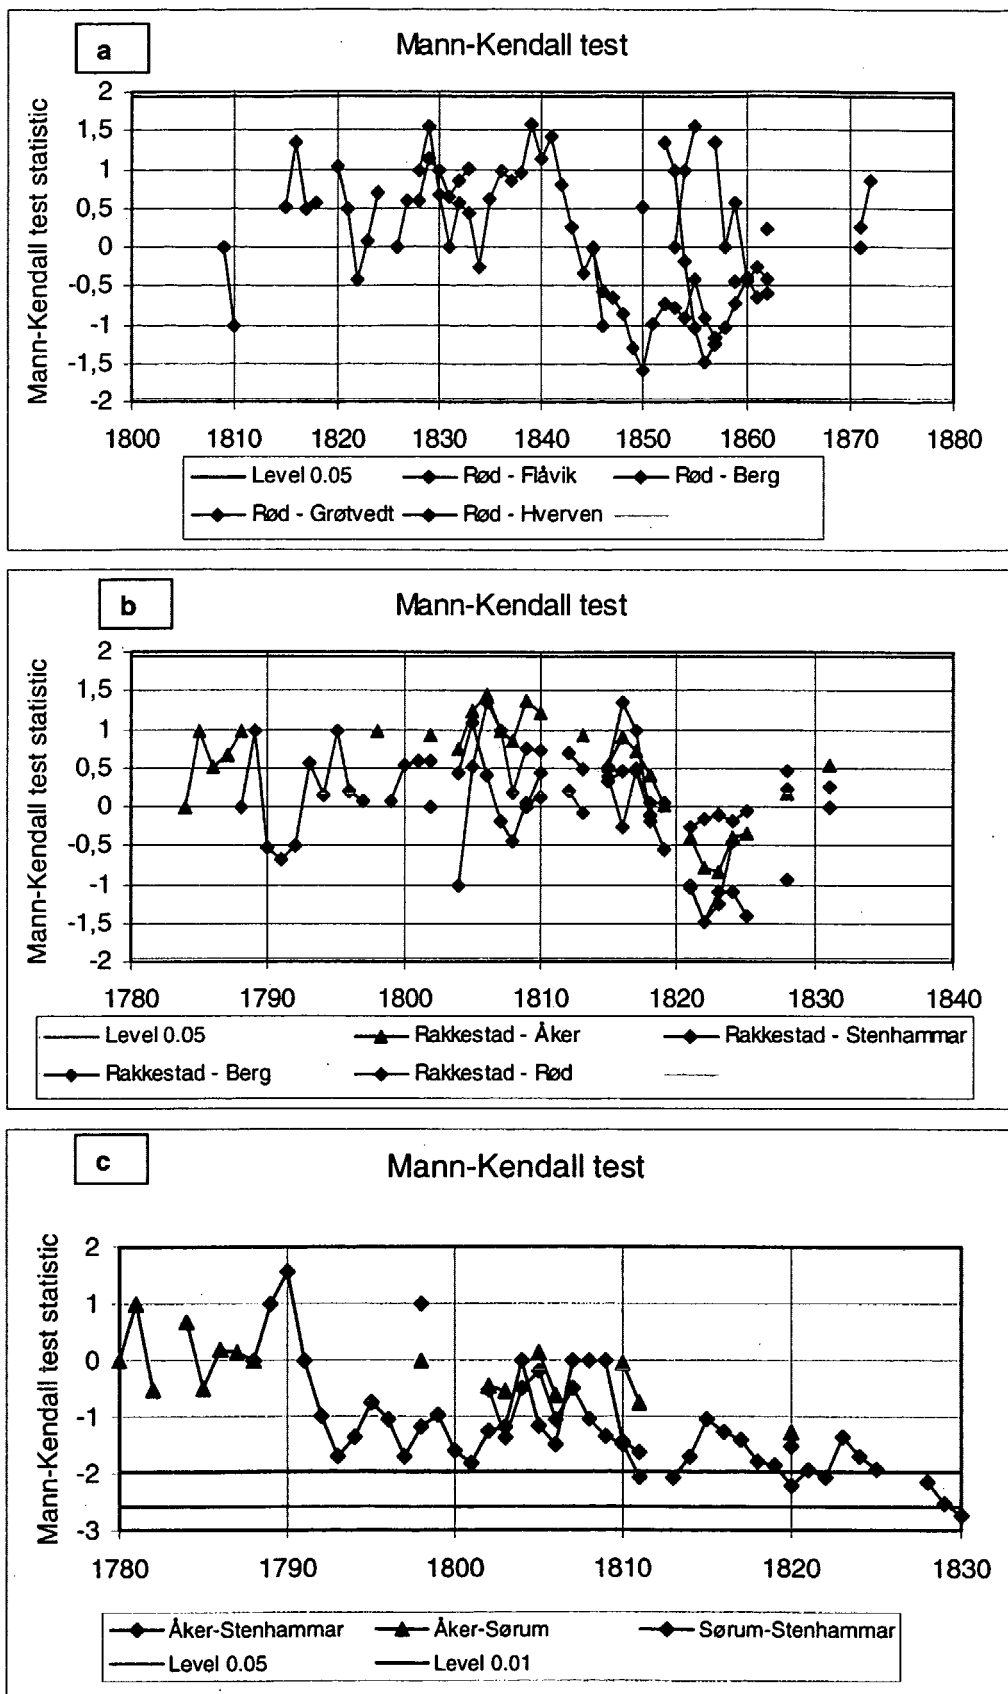 a
Mann-Kendall test
Mann-Kendall test statistic
2
1,5
1
0,5
0
-0,5
-1
-1,5
-2
1800 1810 1820 1830 1840 1850 1860 1870 1880
Level 0.05 Rød - Flåvik Rød - Berg
Rød - Grøtvedt Rød - Hverven
b
Mann-Kendall test
Mann-Kendall test statistic
2
1,5
1
0,5
0
-0,5
-1
-1,5
-2
1780 1790 1800 1810 1820 1830 1840
Level 0.05 Rakkestad - Åker Rakkestad - Stenhammar
Rakkestad - Berg Rakkestad - Rød
c
Mann-Kendall test
Mann-Kendall test statistic
2
1
0
-1
-2
-3
1780 1790 1800 1810 1820 1830
Åker-Stenhammar Åker-Sørum Sørum-Stenhammar
Level 0.05 Level 0.01